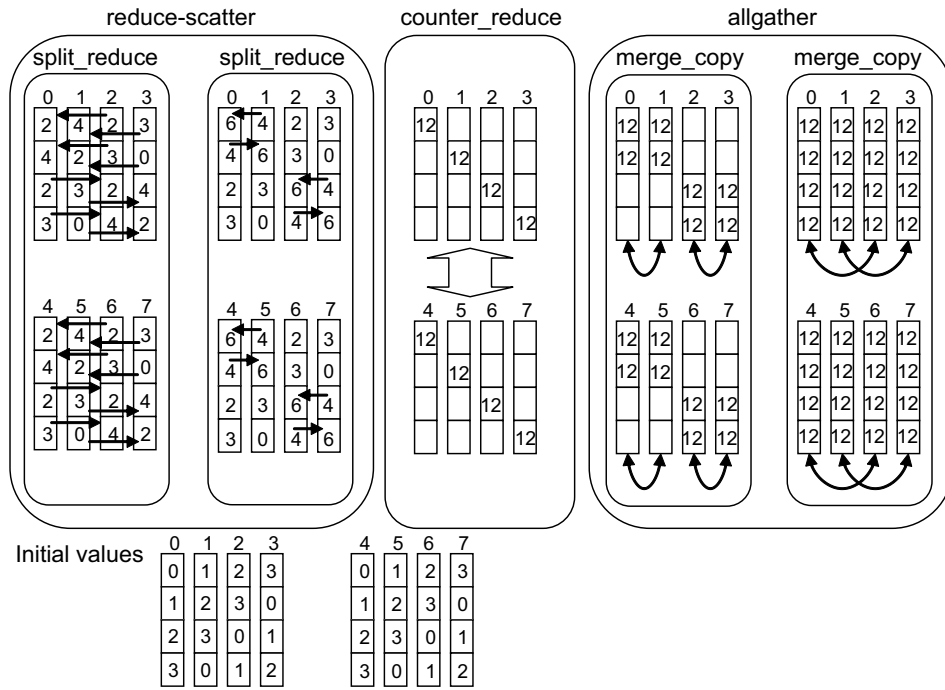 reduce-scatter counter_reduce allgather
split_reduce split_reduce merge_copy merge_copy
0 1 2 3 0 1 2 3 0 1 2 3 0 1 2 3 0 1 2 3
2 4 2 3 6 4 2 3 12 12 12 12 12 12 12
4 2 3 0 4 6 3 0 12 12 12 12 12 12 12
2 3 2 4 2 3 6 4 12 12 12 12 12 12 12
3 0 4 2 3 0 4 6 12 12 12 12 12 12 12
4 5 6 7 4 5 6 7 4 5 6 7 4 5 6 7 4 5 6 7
2 4 2 3 6 4 2 3 12 12 12 12 12 12 12
4 2 3 0 4 6 3 0 12 12 12 12 12 12 12
2 3 2 4 2 3 6 4 12 12 12 12 12 12 12
3 0 4 2 3 0 4 6 12 12 12 12 12 12 12
Initial values 0 1 2 3 4 5 6 7
0 1 2 3 0 1 2 3
1 2 3 0 1 2 3 0
2 3 0 1 2 3 0 1
3 0 1 2 3 0 1 2